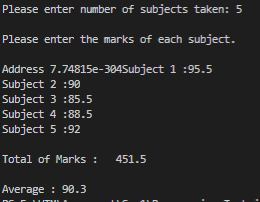 Please enter number of subjects taken: 5
Please enter the marks of each subject.
Address 7.74815e-304Subject 1 :95.5
Subject 2 :90
Subject 3 :85.5
Subject 4 :88.5
Subject 5 :92
Total of Marks :   451.5
Average : 90.3